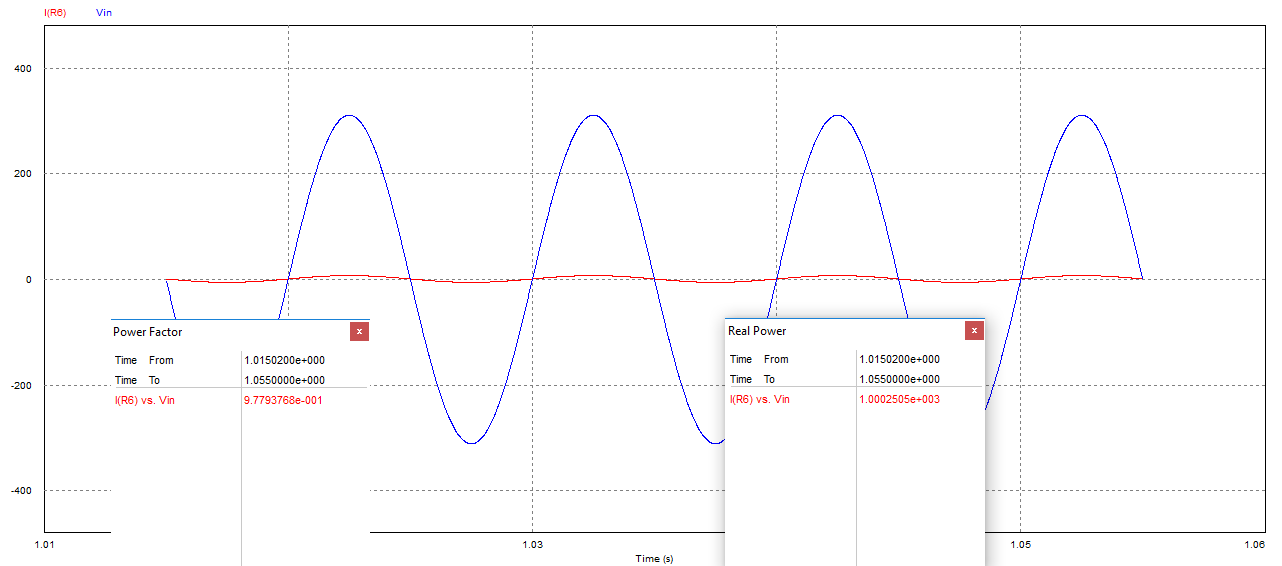 I(R6) Vin
400
200
0
-200
-400
Power Factor x
Time From 1.0150200e+000
Time To 1.0550000e+000
I(R6) vs. Vin 9.7793768e-001
Real Power x
Time From 1.0150200e+000
Time To 1.0550000e+000
I(R6) vs. Vin 1.0002505e+003
1.01 1.03 1.05 1.06
Time (s)